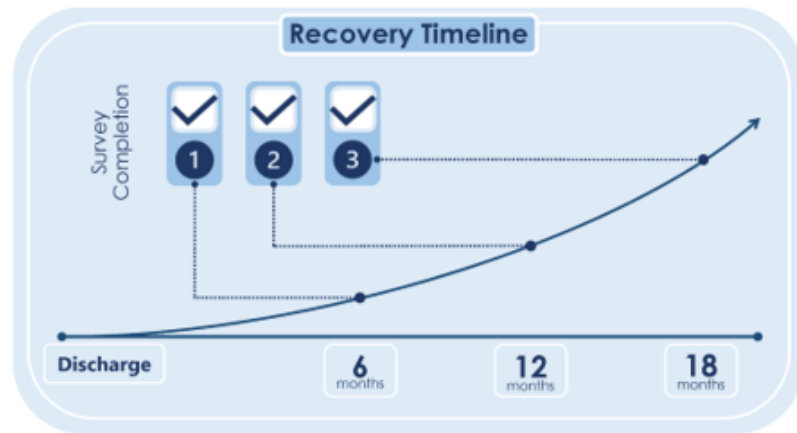 Recovery Timeline
Survey
Completion
1 2 3
Discharge
6
months
12
months
18
months